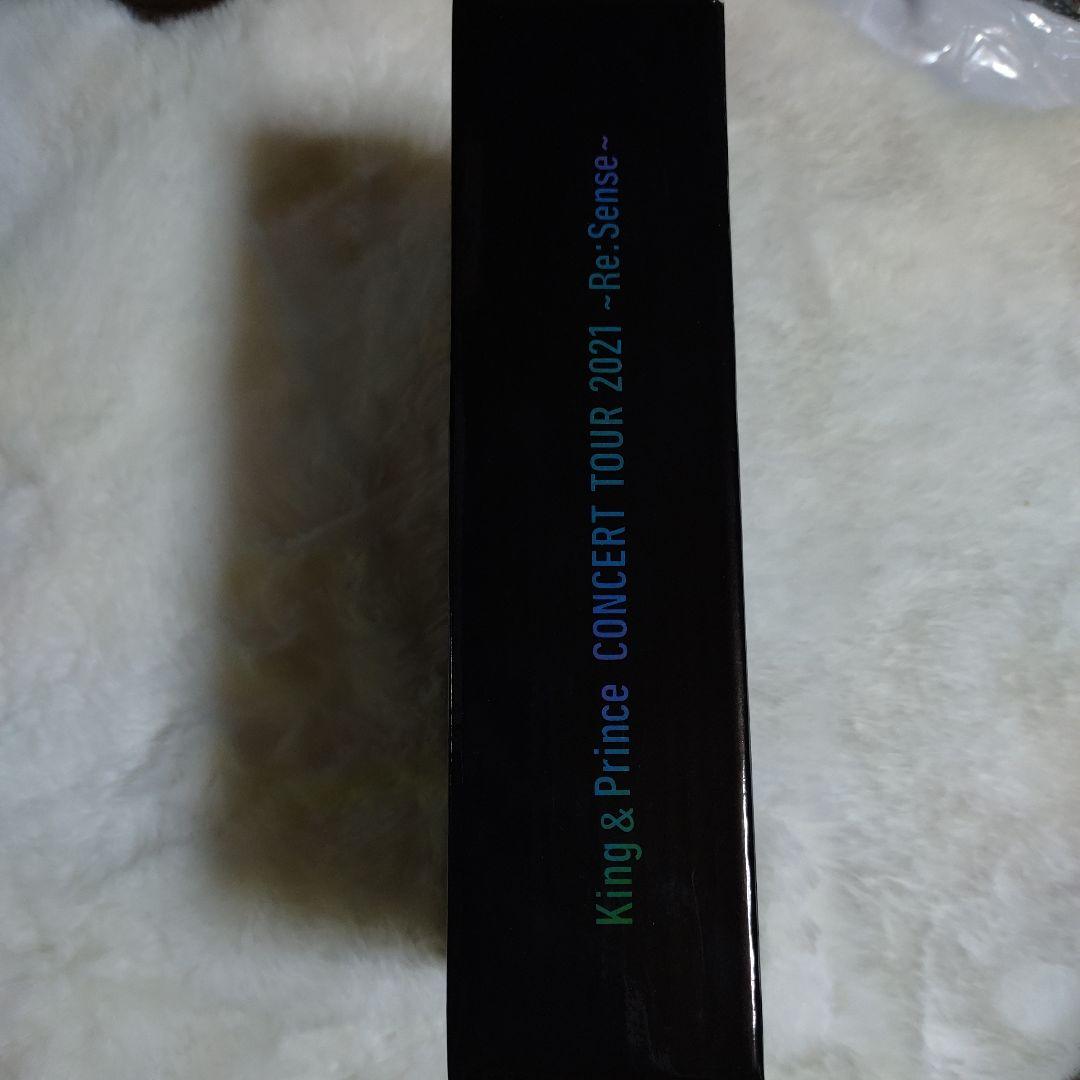 King & Prince CONCERT TOUR 2021 ~Re:Sense~